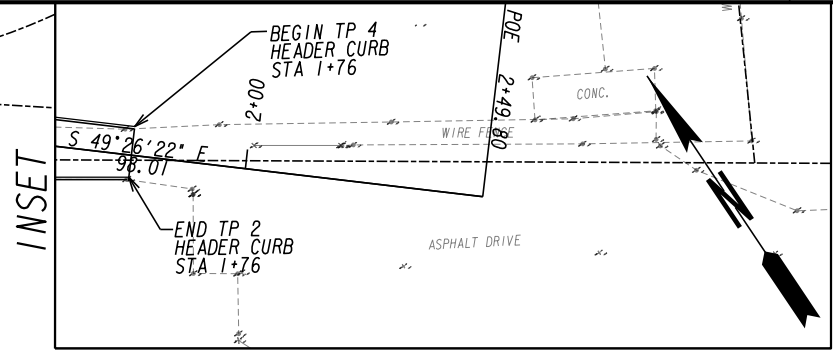 BEGIN TP 4
HEADER CURB
STA 1+76
2+00
POE 2+49.80
CONC.
WIRE FENCE
S 49°26'22" E
98.01
INSET
END TP 2
HEADER CURB
STA 1+76
ASPHALT DRIVE
N